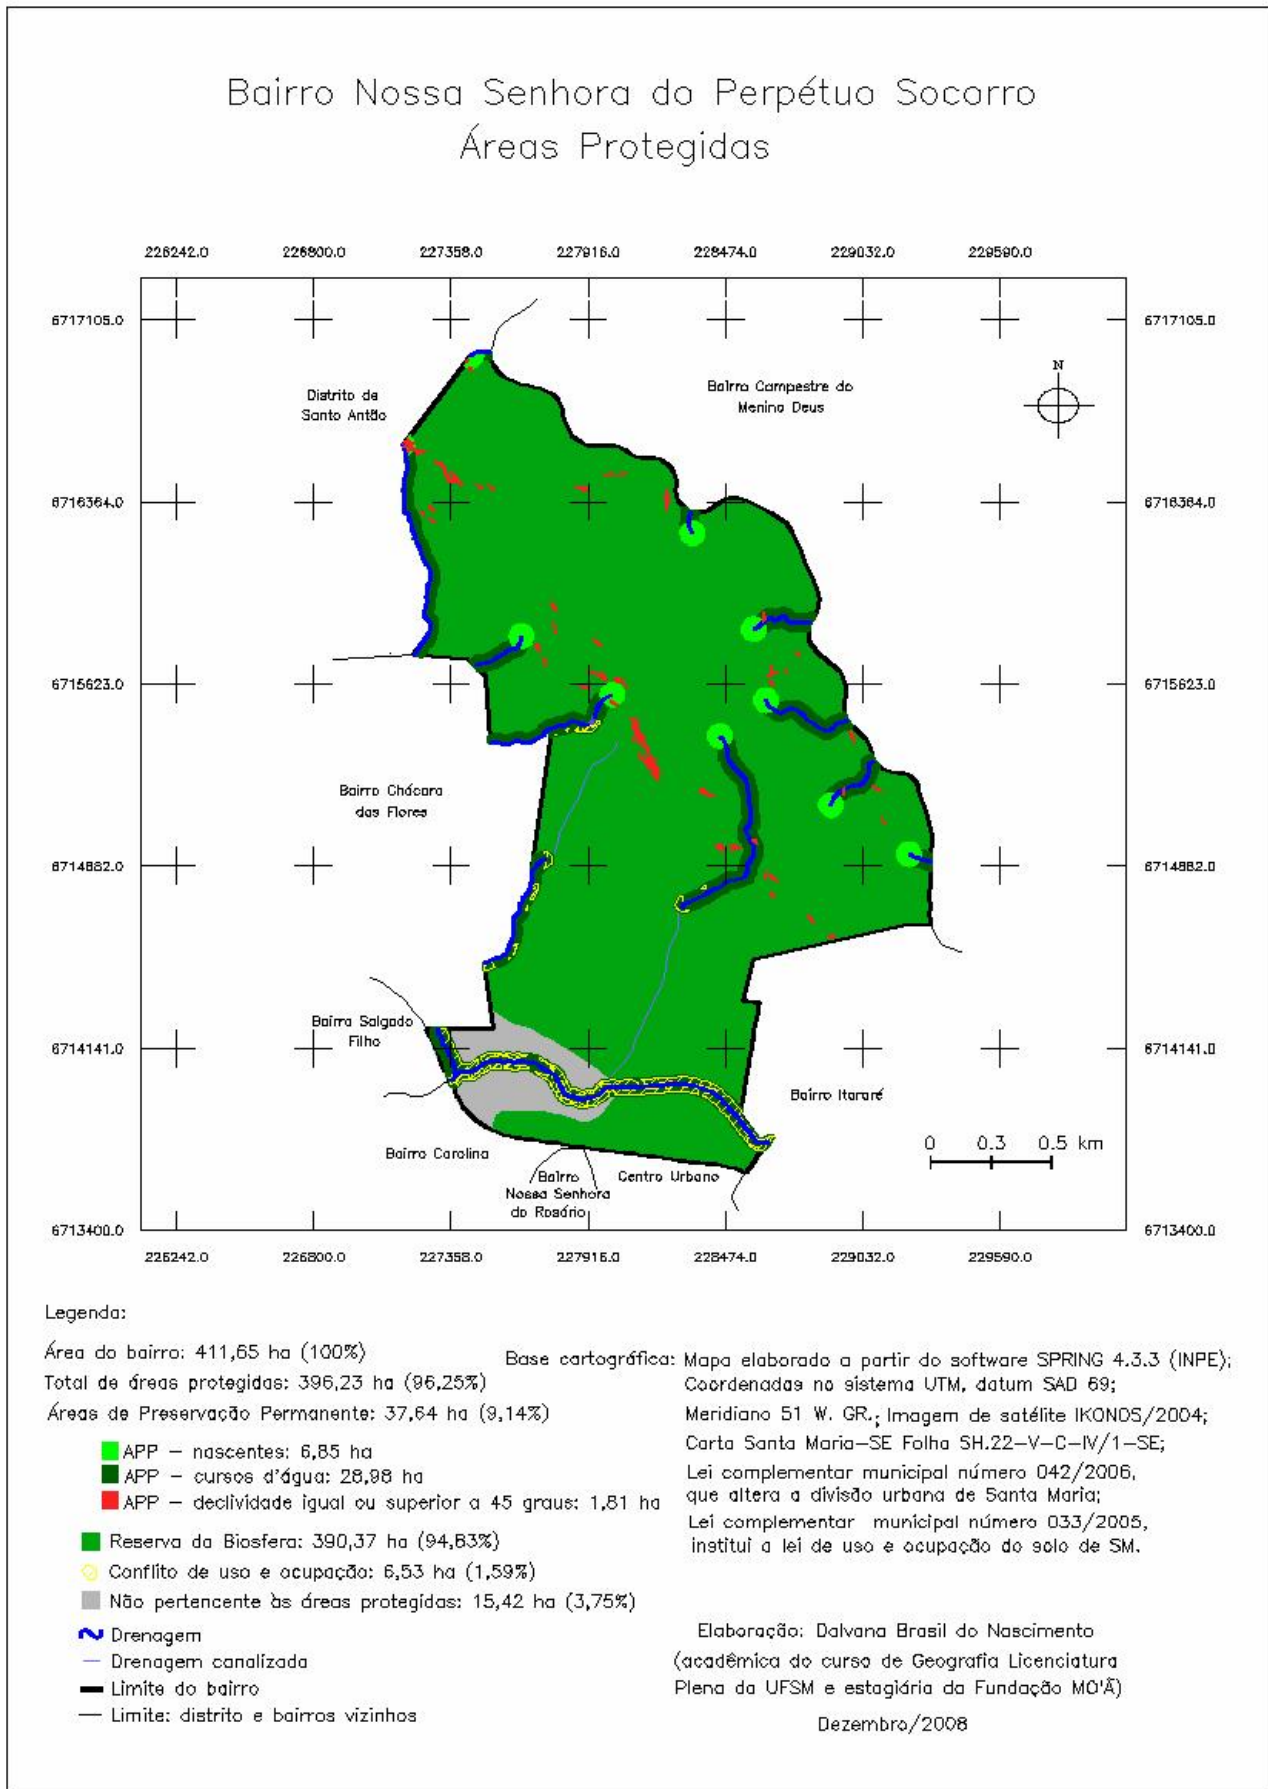 Bairro Nossa Senhora do Perpétuo Socorro
Áreas Protegidas
226242.0 226800.0 227358.0 227916.0 228474.0 229032.0 229590.0
6717105.0 6717105.0
N
Distrito de
Santo Antão
Bairro Campestre do
Menino Deus
6716364.0 6716364.0
6715623.0 6715623.0
Bairro Chácara
das Flores
6714882.0 6714882.0
Bairro Salgado
Filho
6714141.0 6714141.0
Bairro Itararé
0 0.3 0.5 km
Bairro Carolina
Bairro
Nossa Senhora
do Rosário
Centro Urbano
6713400.0 6713400.0
226242.0 226800.0 227358.0 227916.0 228474.0 229032.0 229590.0
Legenda:
Área do bairro: 411,65 ha (100%)
Total de áreas protegidas: 396,23 ha (96,25%)
Áreas de Preservação Permanente: 37,64 ha (9,14%)
APP – nascentes: 6,85 ha
APP – cursos d'água: 28,98 ha
APP – declividade igual ou superior a 45 graus: 1,81 ha
Reserva da Biosfera: 390,37 ha (94,83%)
Conflito de uso e ocupação: 6,53 ha (1,59%)
Não pertencente às áreas protegidas: 15,42 ha (3,75%)
Drenagem
Drenagem canalizada
Limite do bairro
Limite: distrito e bairros vizinhos
Base cartográfica: Mapa elaborado a partir do software SPRING 4.3.3 (INPE);
Coordenadas no sistema UTM, datum SAD 69;
Meridiano 51 W. GR.; Imagem de satélite IKONOS/2004;
Carta Santa Maria–SE Folha SH.22–V–C–IV/1–SE;
Lei complementar municipal número 042/2006,
que altera a divisão urbana de Santa Maria;
Lei complementar municipal número 033/2005,
institui a lei de uso e ocupação do solo de SM.
Elaboração: Dalvana Brasil do Nascimento
(acadêmica do curso de Geografia Licenciatura
Plena da UFSM e estagiária da Fundação MO'Ã)
Dezembro/2008